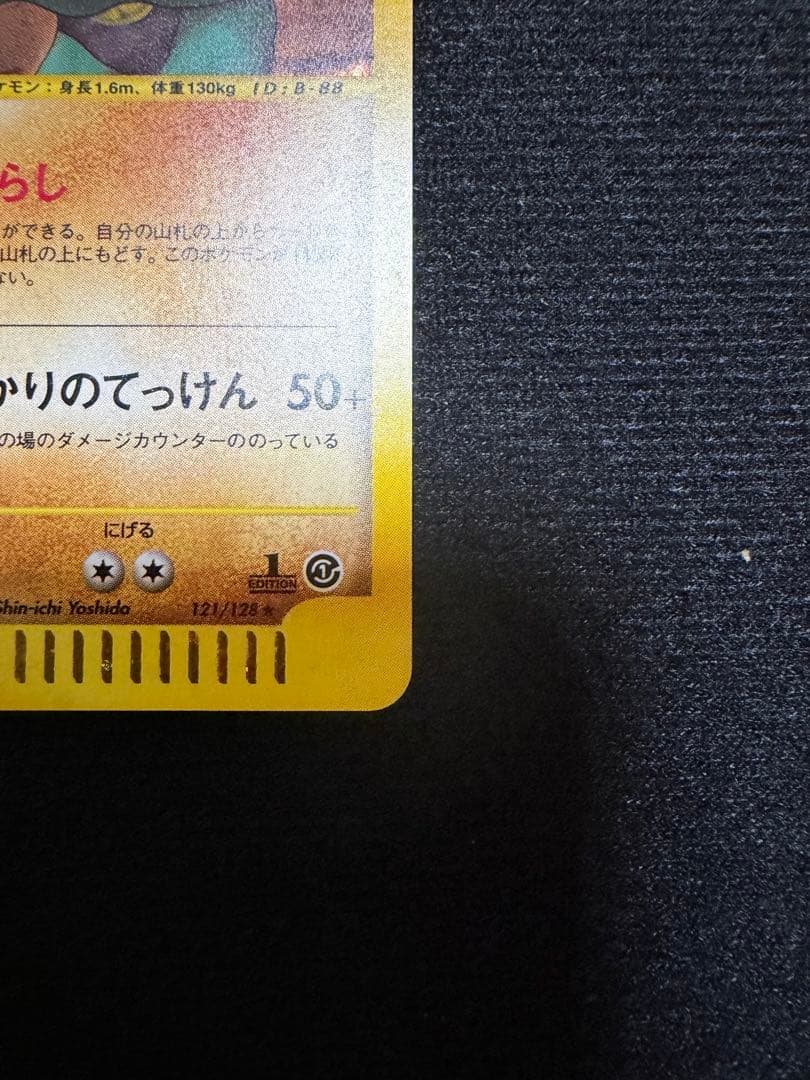 ケモン：身長1.6m、体重130kg ID:B-88
らし
ができる。自分の山札の上から
山札の上にもどす。このポケモンが
ない。
かりのてっけん 50+
の場のダメージカウンターののっている
にげる
1
EDITION
1
Shin-ichi Yoshida 121/128 ★